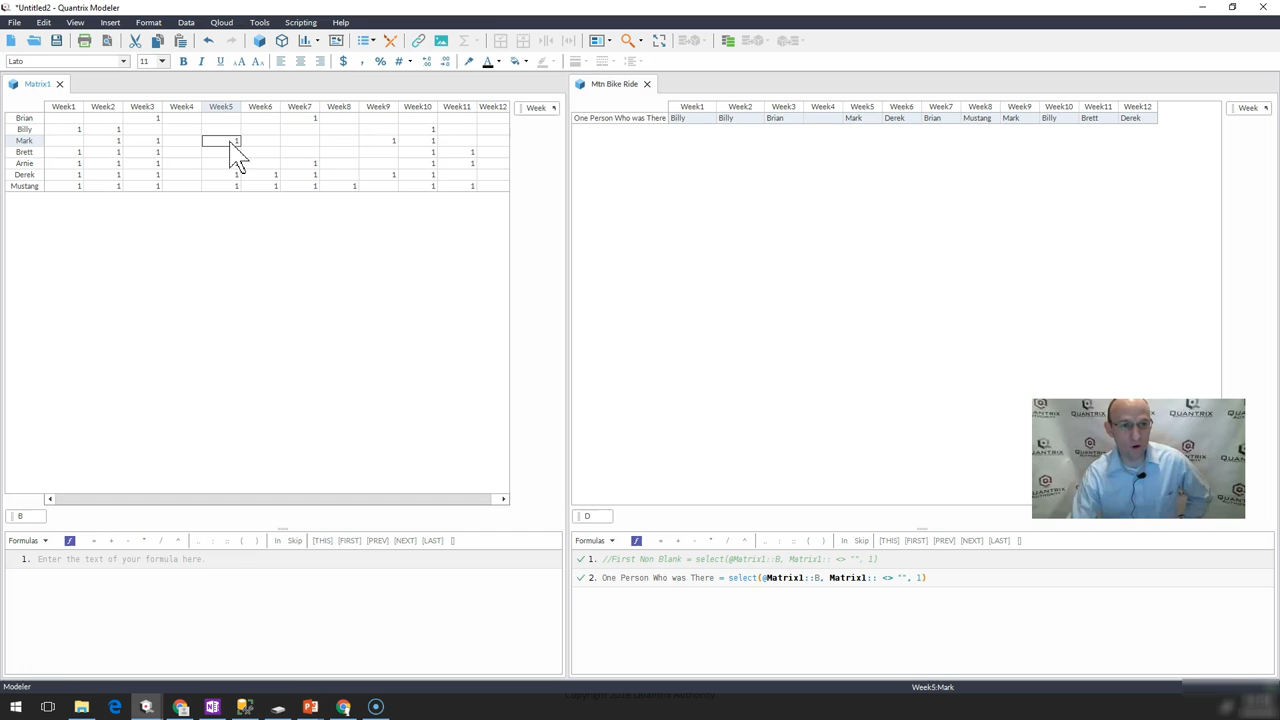 *Untitled2 - Quantrix Modeler
File Edit View Insert Format Data Qloud Tools Scripting Help
Lato 11 B I U
Matrix1
Week1 Week2 Week3 Week4 Week5 Week6 Week7 Week8 Week9 Week10 Week11 Week12
Week
Brian 1 1
Billy 1 1 1
Mark 1 1 1 1 1
Brett 1 1 1 1 1
Arnie 1 1 1 1 1 1
Derek 1 1 1 1 1 1 1 1
Mustang 1 1 1 1 1 1 1 1 1
B
Formulas In Skip [THIS] [FIRST] [PREV] [NEXT] [LAST] []
1. Enter the text of your formula here.
Mtn Bike Ride
Week1 Week2 Week3 Week4 Week5 Week6 Week7 Week8 Week9 Week10 Week11 Week12
Week
One Person Who was There Billy Billy Brian Mark Derek Brian Mustang Mark Billy Brett Derek
D
Formulas In Skip [THIS] [FIRST] [PREV] [NEXT] [LAST] []
1. //First Non Blank = select(@Matrix1::B, Matrix1:: <> "", 1)
2. One Person Who was There = select(@Matrix1::B, Matrix1:: <> "", 1)
QUANTRIX
Modeler
Week5:Mark